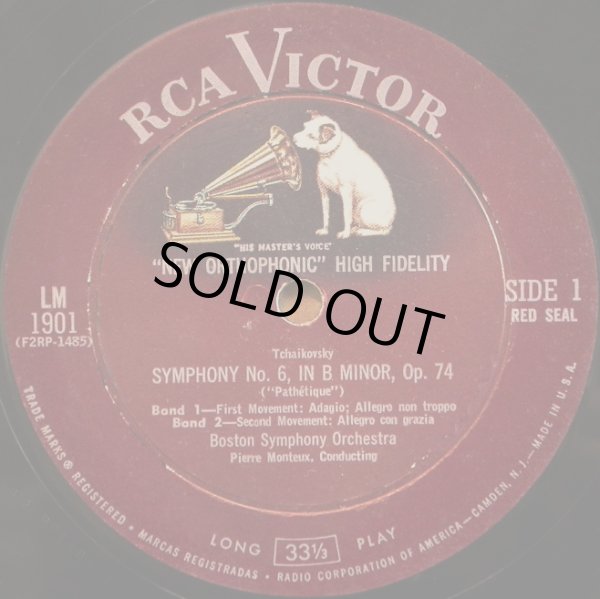 RCA VICTOR
"HIS MASTER'S VOICE"
"NEW ORTHOPHONIC" HIGH FIDELITY
SOLD OUT
LM
1901
(F2RP-1485)
SIDE 1
RED SEAL
Tchaikovsky
SYMPHONY No. 6, IN B MINOR, Op. 74
("Pathétique")
Band 1—First Movement: Adagio; Allegro non troppo
Band 2—Second Movement: Allegro con grazia
Boston Symphony Orchestra
Pierre Monteux, Conducting
LONG 33⅓ PLAY
TRADE MARKS ® REGISTERED • MARCAS REGISTRADAS • RADIO CORPORATION OF AMERICA—CAMDEN, N. J.—MADE IN U.S.A.